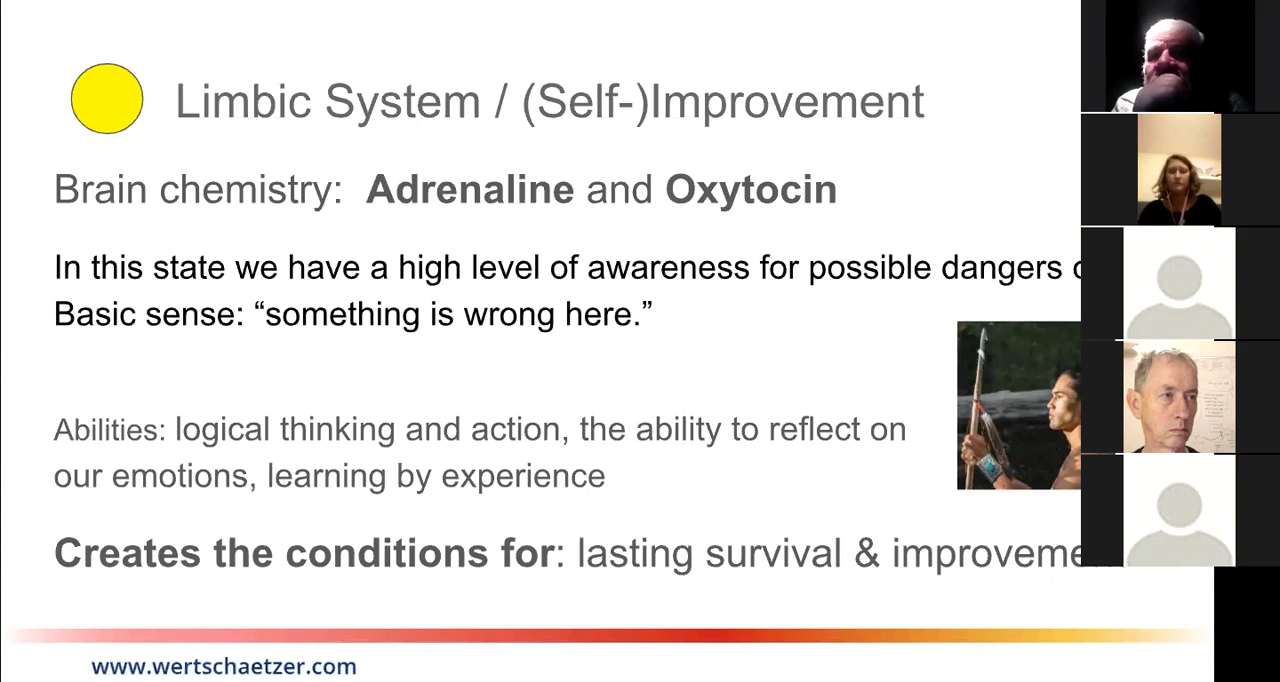 Limbic System / (Self-)Improvement
Brain chemistry: Adrenaline and Oxytocin
In this state we have a high level of awareness for possible dangers
Basic sense: “something is wrong here.”
Abilities: logical thinking and action, the ability to reflect on
our emotions, learning by experience
Creates the conditions for: lasting survival &
www.wertschaetzer.com